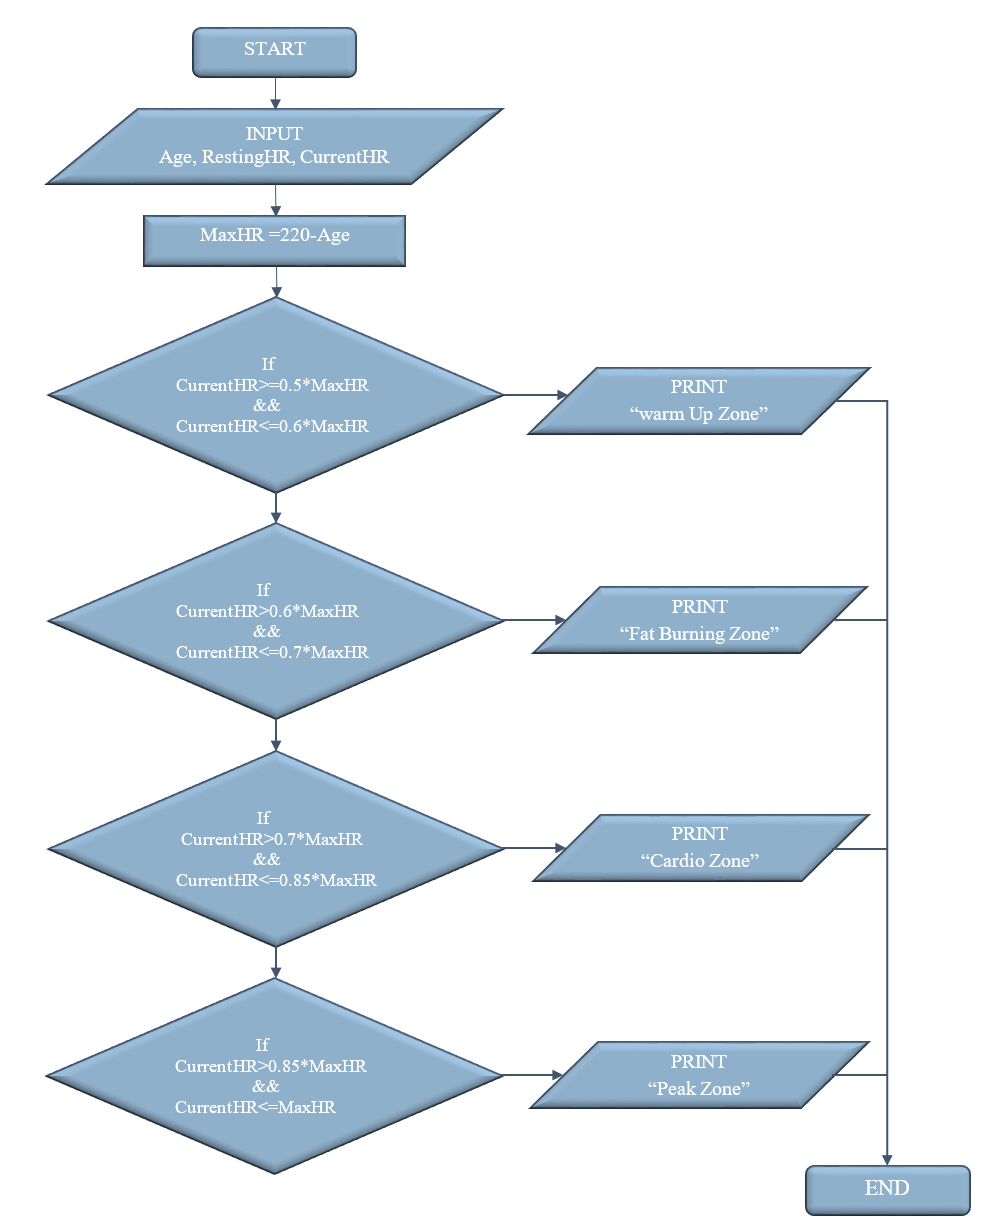 START
INPUT
Age, RestingHR, CurrentHR
MaxHR =220-Age
If
CurrentHR>=0.5*MaxHR
&&
CurrentHR<=0.6*MaxHR
PRINT
“warm Up Zone”
If
CurrentHR>0.6*MaxHR
&&
CurrentHR<=0.7*MaxHR
PRINT
“Fat Burning Zone”
If
CurrentHR>0.7*MaxHR
&&
CurrentHR<=0.85*MaxHR
PRINT
“Cardio Zone”
If
CurrentHR>0.85*MaxHR
&&
CurrentHR<=MaxHR
PRINT
“Peak Zone”
END